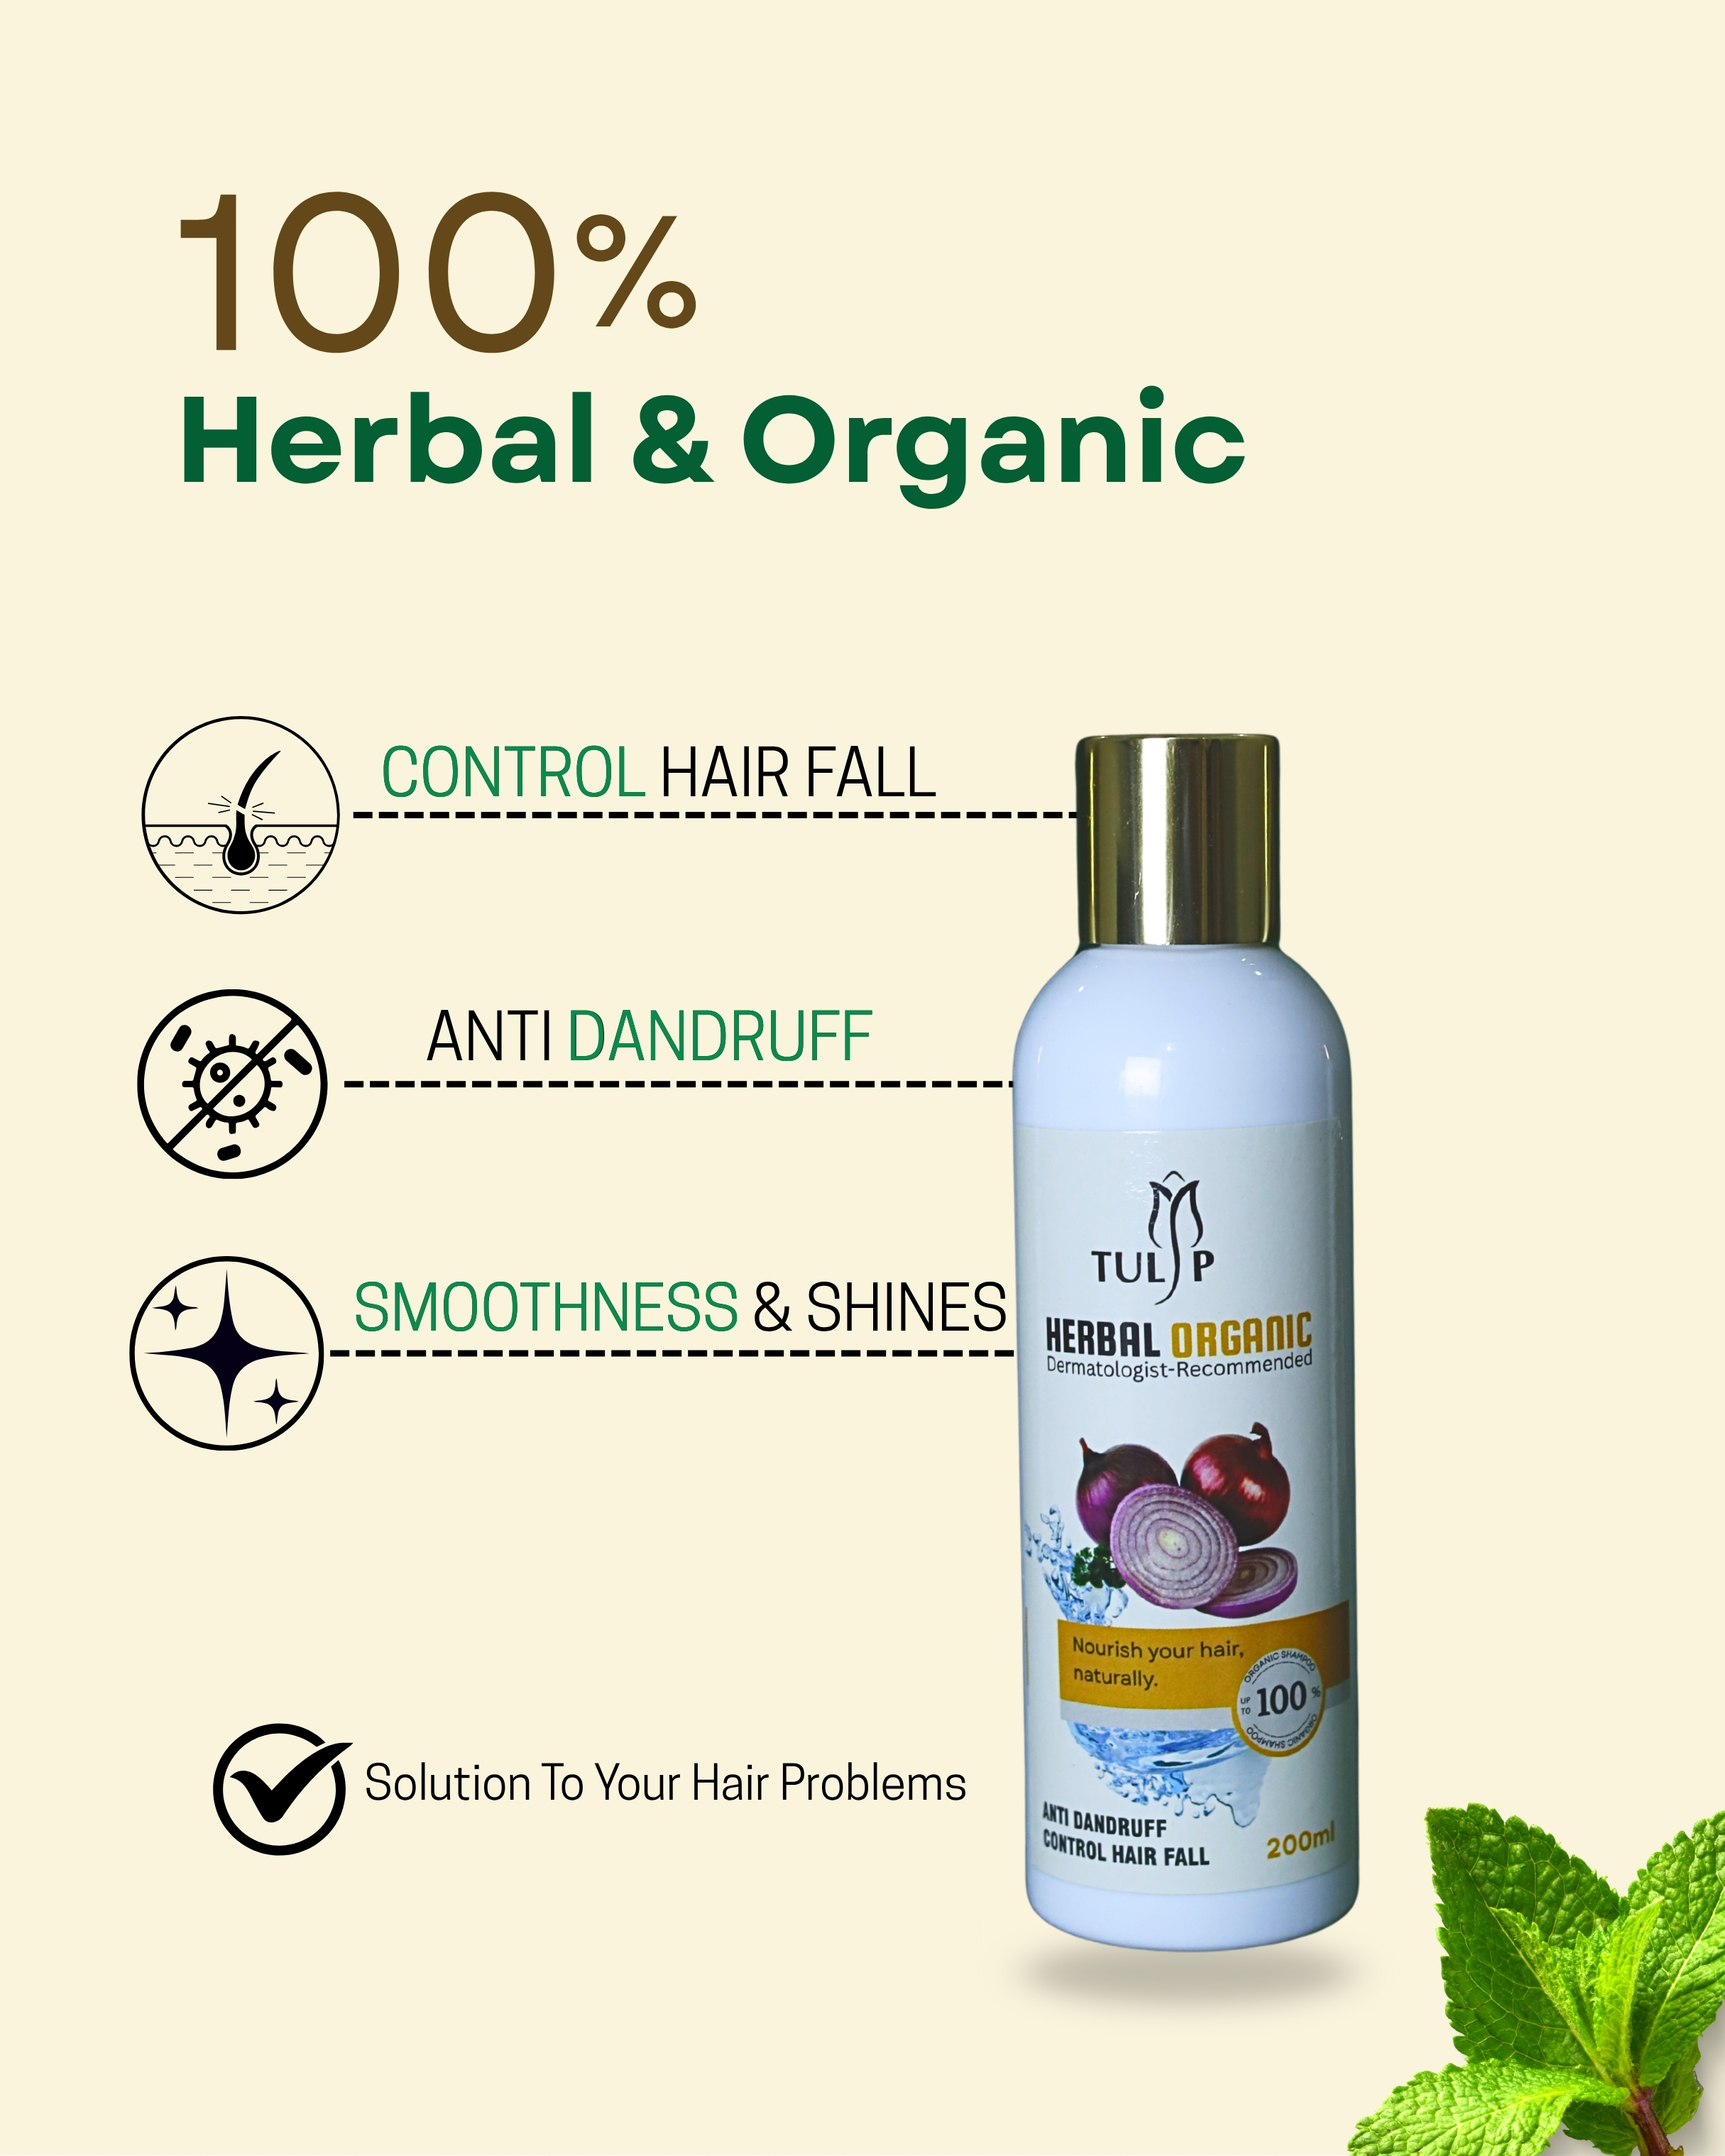 100%
Herbal & Organic
CONTROL HAIR FALL
ANTI DANDRUFF
SMOOTHNESS & SHINES
Solution To Your Hair Problems
TULIP
HERBAL ORGANIC
Dermatologist-Recommended
Nourish your hair,
naturally.
ORGANIC SHAMPOO
UP TO 100%
ORGANIC SHAMPOO
ANTI DANDRUFF
CONTROL HAIR FALL
200ml